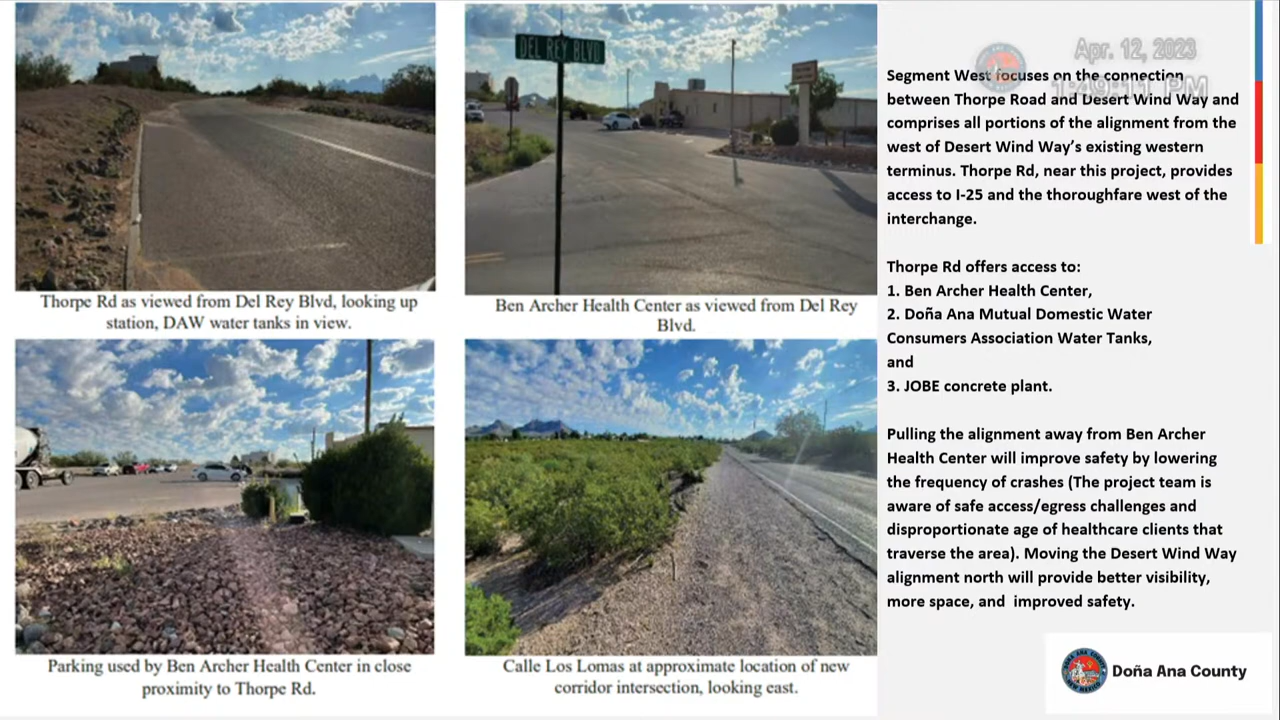 DEL REY BLVD
Thorpe Rd as viewed from Del Rey Blvd, looking up
station, DAW water tanks in view.
Ben Archer Health Center as viewed from Del Rey
Blvd.
Parking used by Ben Archer Health Center in close
proximity to Thorpe Rd.
Calle Los Lomas at approximate location of new
corridor intersection, looking east.
Apr. 12, 2023
1:49:11 PM
Segment West focuses on the connection
between Thorpe Road and Desert Wind Way and
comprises all portions of the alignment from the
west of Desert Wind Way's existing western
terminus. Thorpe Rd, near this project, provides
access to I-25 and the thoroughfare west of the
interchange.
Thorpe Rd offers access to:
1. Ben Archer Health Center,
2. Doña Ana Mutual Domestic Water
Consumers Association Water Tanks,
and
3. JOBE concrete plant.
Pulling the alignment away from Ben Archer
Health Center will improve safety by lowering
the frequency of crashes (The project team is
aware of safe access/egress challenges and
disproportionate age of healthcare clients that
traverse the area). Moving the Desert Wind Way
alignment north will provide better visibility,
more space, and  improved safety.
Doña Ana County